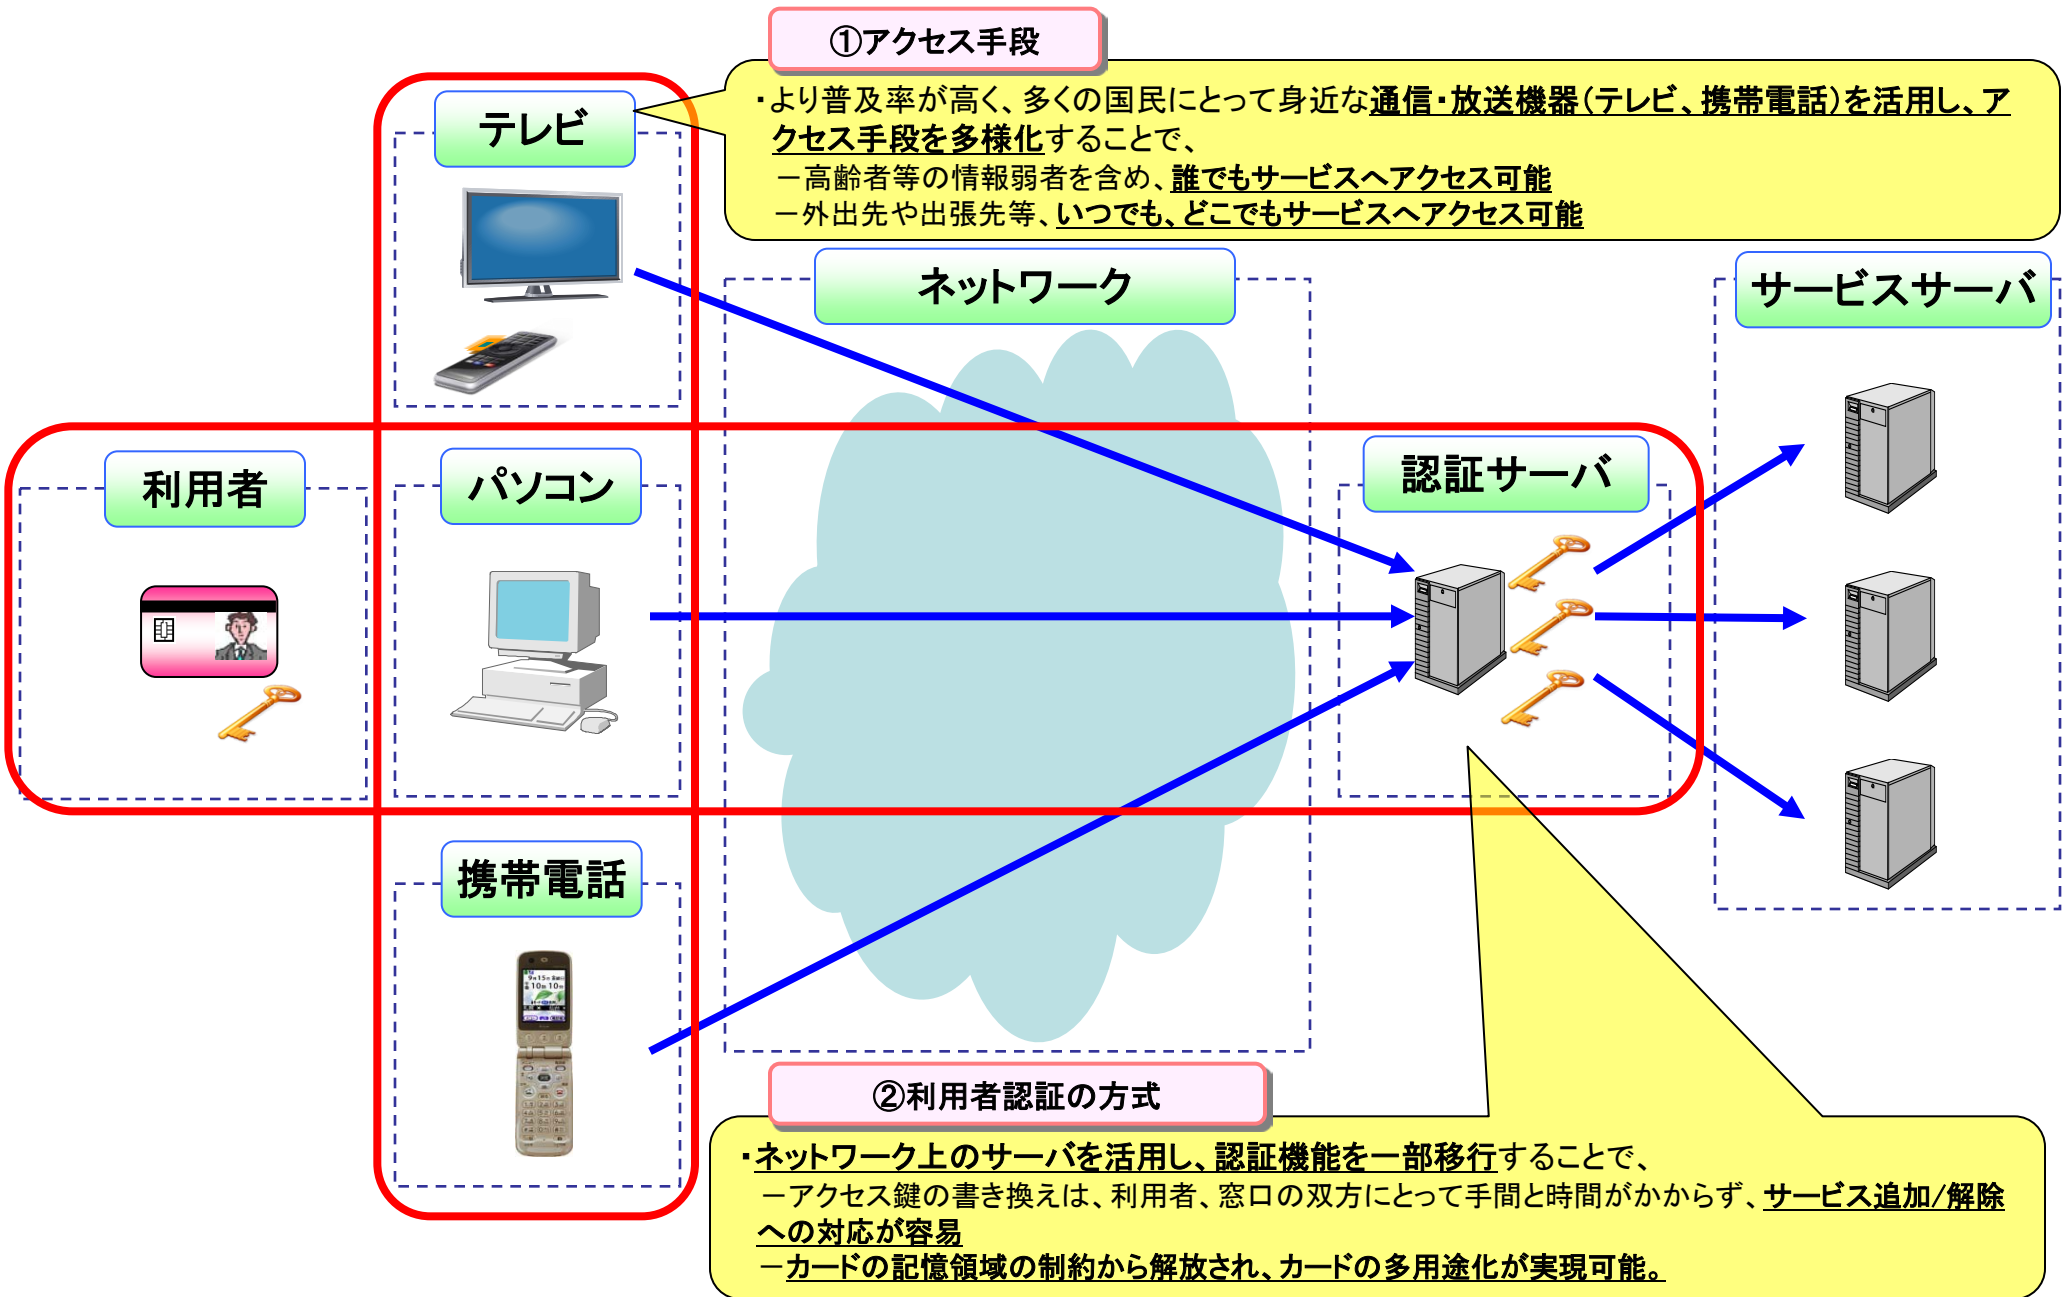 ①アクセス手段
・より普及率が高く、多くの国民にとって身近な通信・放送機器（テレビ、携帯電話）を活用し、ア
クセス手段を多様化することで、
－高齢者等の情報弱者を含め、誰でもサービスへアクセス可能
－外出先や出張先等、いつでも、どこでもサービスへアクセス可能
テレビ
ネットワーク
サービスサーバ
利用者
パソコン
認証サーバ
携帯電話
②利用者認証の方式
・ネットワーク上のサーバを活用し、認証機能を一部移行することで、
－アクセス鍵の書き換えは、利用者、窓口の双方にとって手間と時間がかからず、サービス追加/解除
への対応が容易
－カードの記憶領域の制約から解放され、カードの多用途化が実現可能。